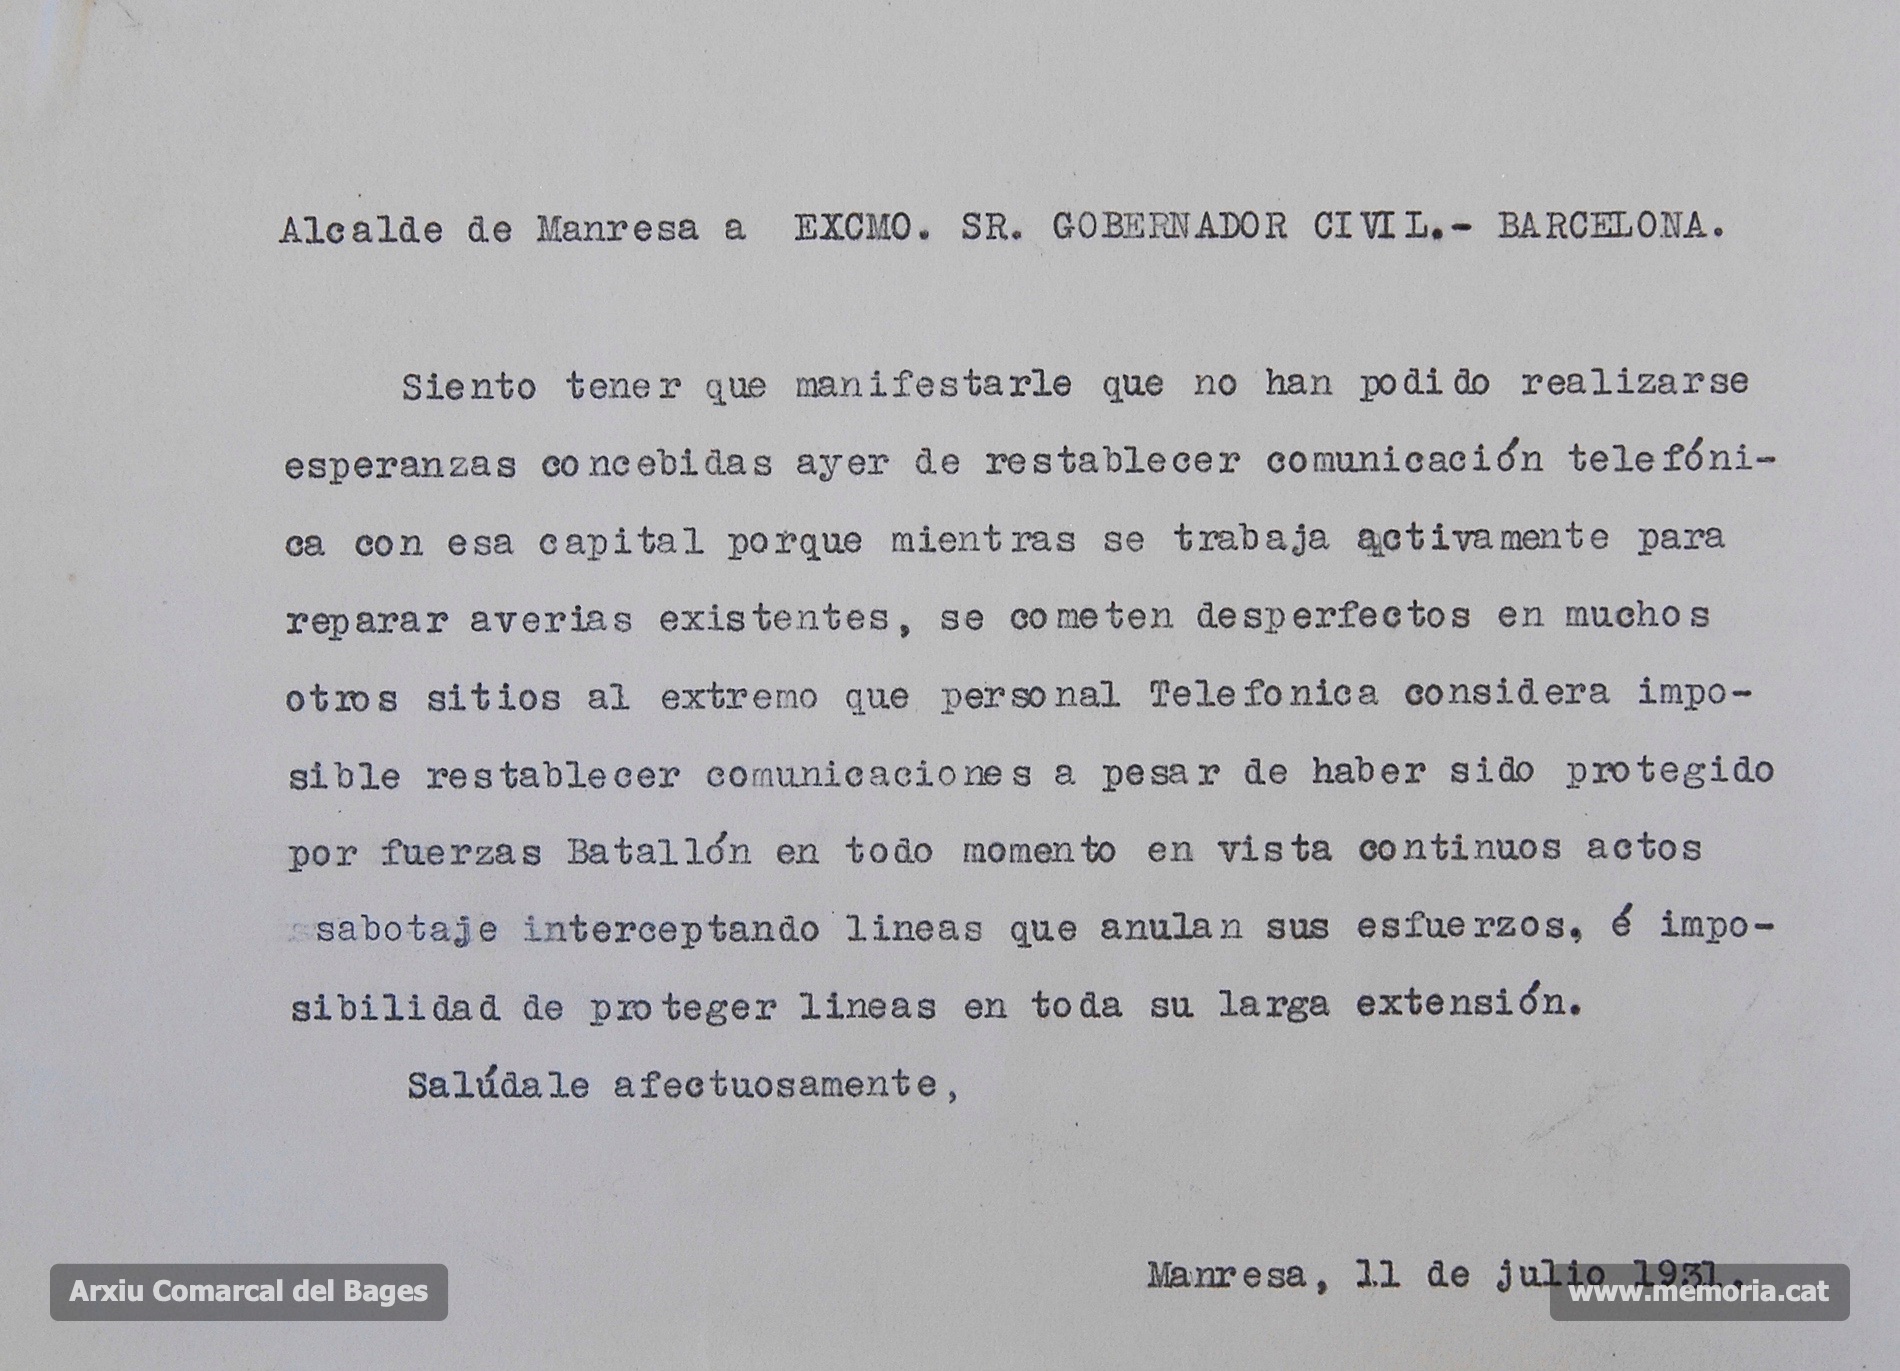 Alcalde de Manresa a EXCMO. SR. GOBERNADOR CIVIL.- BARCELONA.
Siento tener que manifestarle que no han podido realizarse
esperanzas concebidas ayer de restablecer comunicación telefóni-
ca con esa capital porque mientras se trabaja activamente para
reparar averias existentes, se cometen desperfectos en muchos
otros sitios al extremo que personal Telefonica considera impo-
sible restablecer comunicaciones a pesar de haber sido protegido
por fuerzas Batallón en todo momento en vista continuos actos
sabotaje interceptando lineas que anulan sus esfuerzos, é impo-
sibilidad de proteger lineas en toda su larga extensión.
Salúdale afectuosamente,
Manresa, 11 de julio 1931.
Arxiu Comarcal del Bages
www.memoria.cat